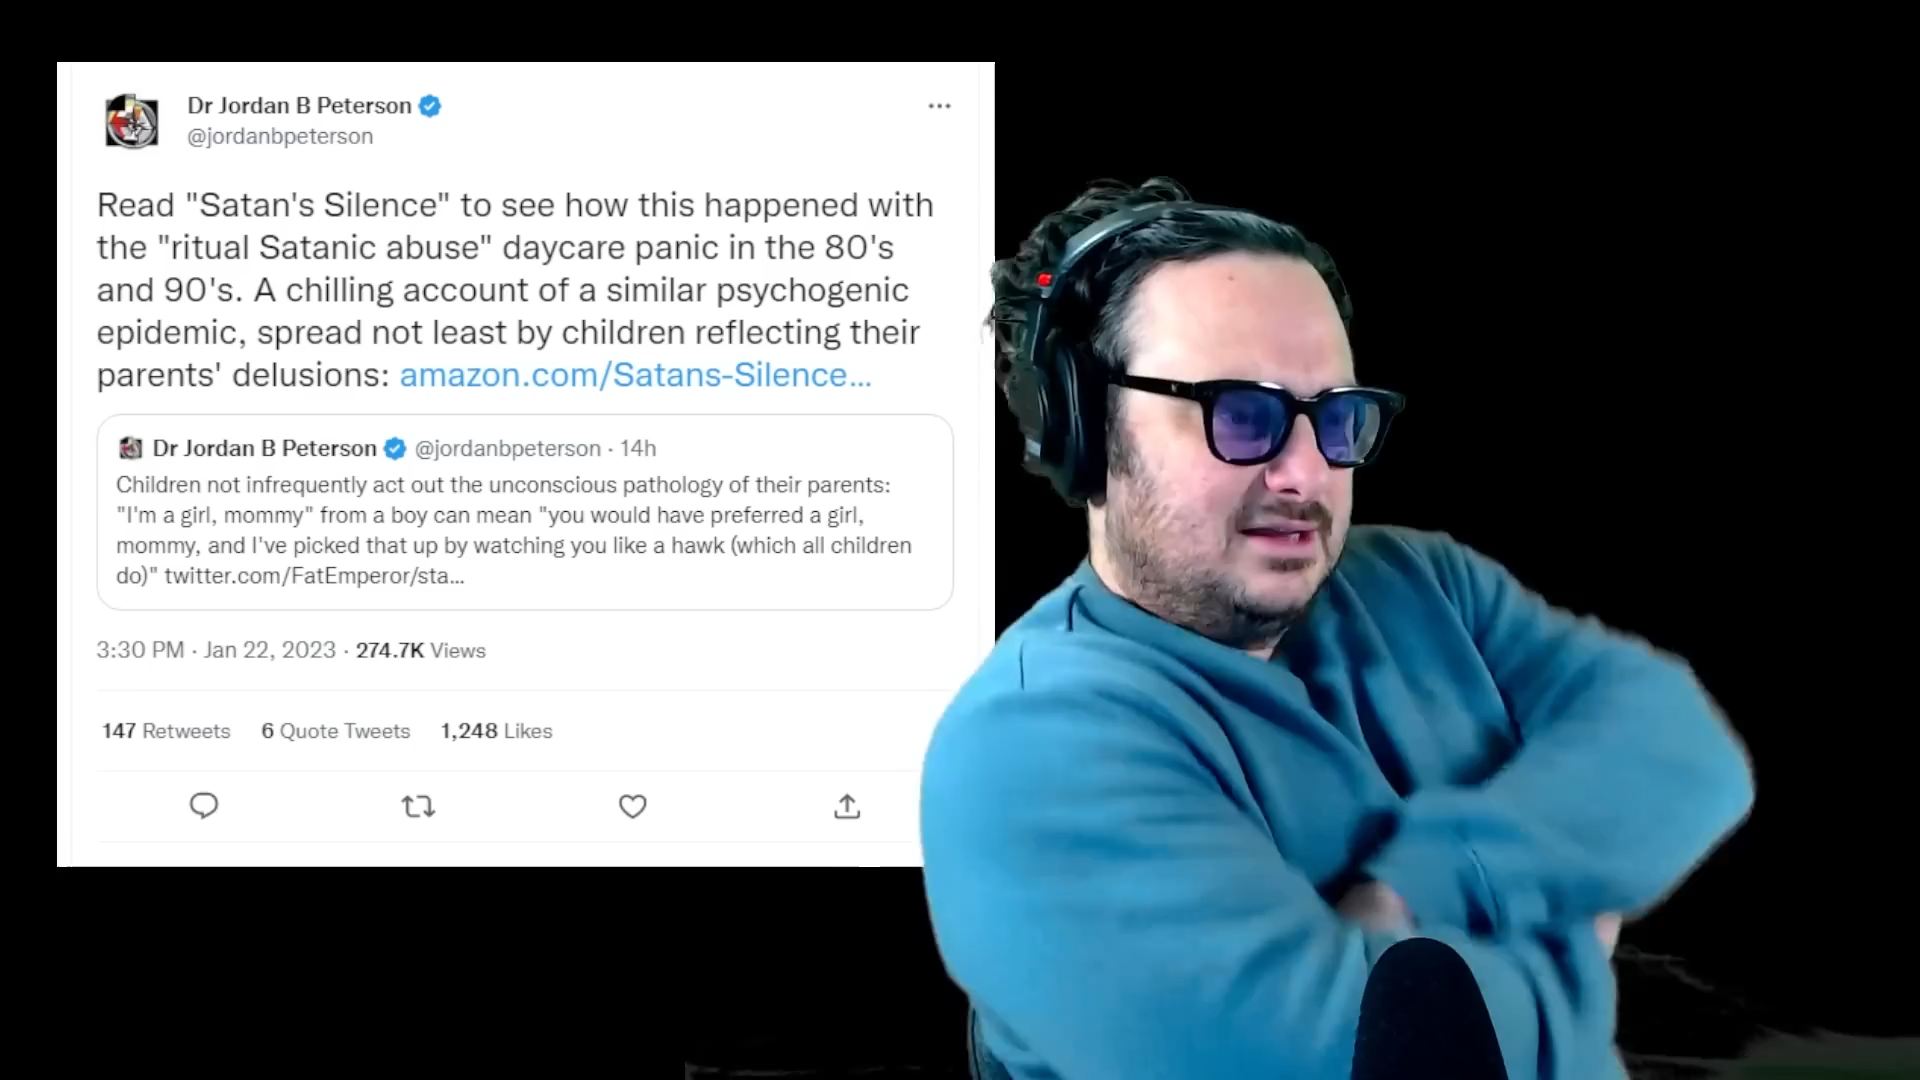 Dr Jordan B Peterson
@jordanbpeterson
Read "Satan's Silence" to see how this happened with
the "ritual Satanic abuse" daycare panic in the 80's
and 90's. A chilling account of a similar psychogenic
epidemic, spread not least by children reflecting their
parents' delusions: amazon.com/Satans-Silence...
Dr Jordan B Peterson @jordanbpeterson · 14h
Children not infrequently act out the unconscious pathology of their parents:
"I'm a girl, mommy" from a boy can mean "you would have preferred a girl,
mommy, and I've picked that up by watching you like a hawk (which all children
do)" twitter.com/FatEmperor/sta...
3:30 PM · Jan 22, 2023 · 274.7K Views
147 Retweets 6 Quote Tweets 1,248 Likes